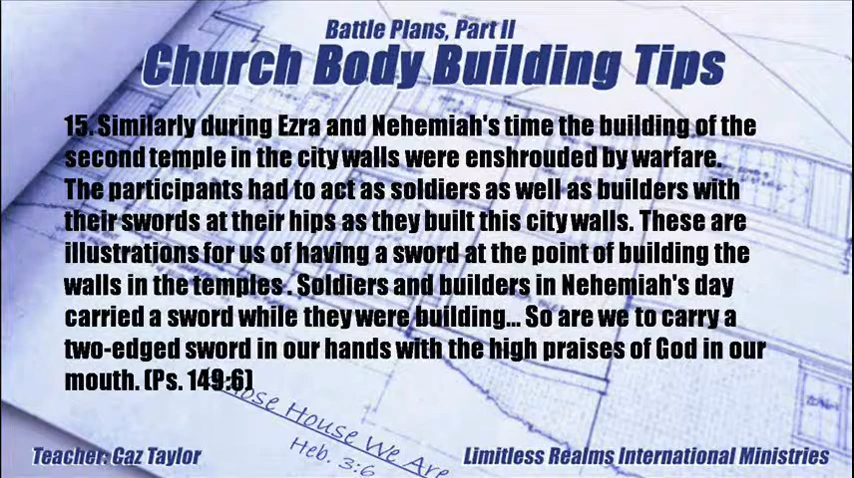 Battle Plans, Part II
Church Body Building Tips
15. Similarly during Ezra and Nehemiah's time the building of the
second temple in the city walls were enshrouded by warfare.
The participants had to act as soldiers as well as builders with
their swords at their hips as they built this city walls. These are
illustrations for us of having a sword at the point of building the
walls in the temples . Soldiers and builders in Nehemiah's day
carried a sword while they were building... So are we to carry a
two-edged sword in our hands with the high praises of God in our
mouth. (Ps. 149:6)
House We Are
Heb. 3:6
Teacher: Caz Taylor
Limitless Realms International Ministries